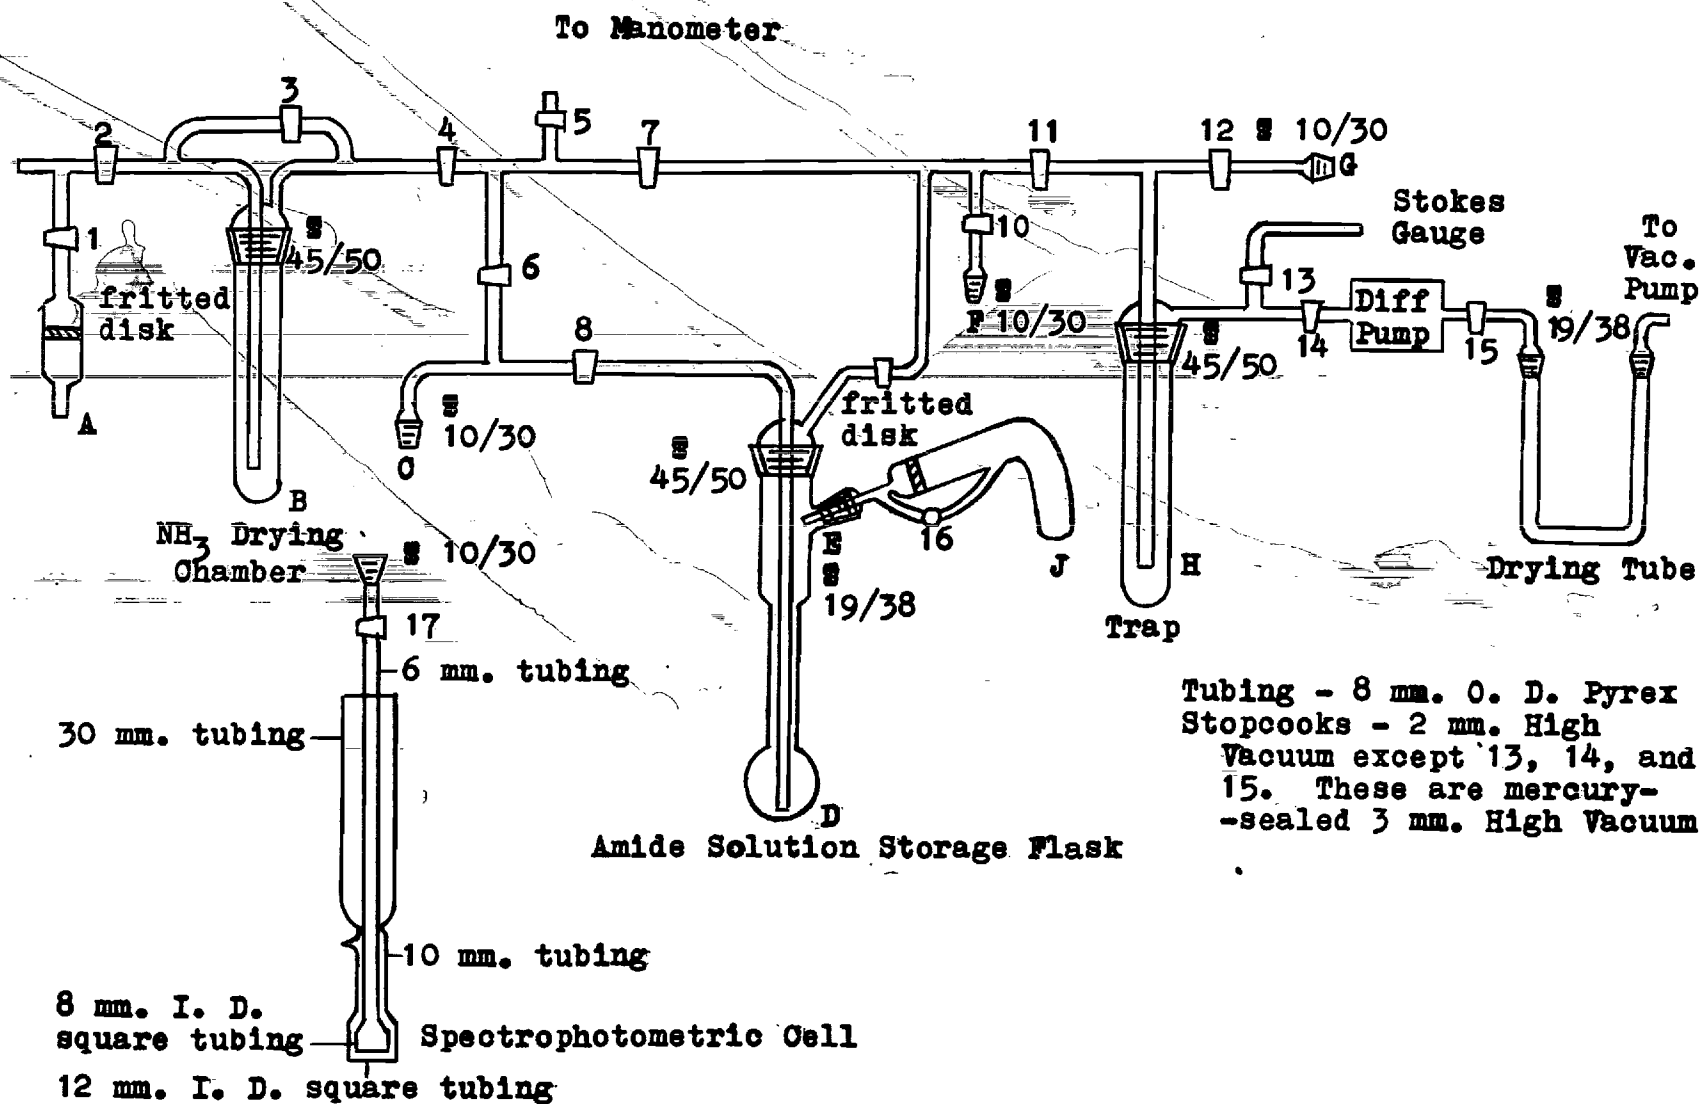 To Manometer
3
2
4
5
7
11
12 ⸸ 10/30
G
Stokes
Gauge
To
Vac.
Pump
1
45/50
6
10
F 10/30
13
Diff
Pump
14
15
19/38
fritted
disk
8
45/50
A
10/30
C
fritted
disk
45/50
B
NH3 Drying
Chamber
10/30
E
19/38
16
J
H
Trap
Drying Tube
17
6 mm. tubing
30 mm. tubing
Tubing - 8 mm. O. D. Pyrex
Stopcocks - 2 mm. High
Vacuum except 13, 14, and
15. These are mercury-
-sealed 3 mm. High Vacuum
D
Amide Solution Storage Flask
10 mm. tubing
8 mm. I. D.
square tubing
Spectrophotometric Cell
12 mm. I. D. square tubing